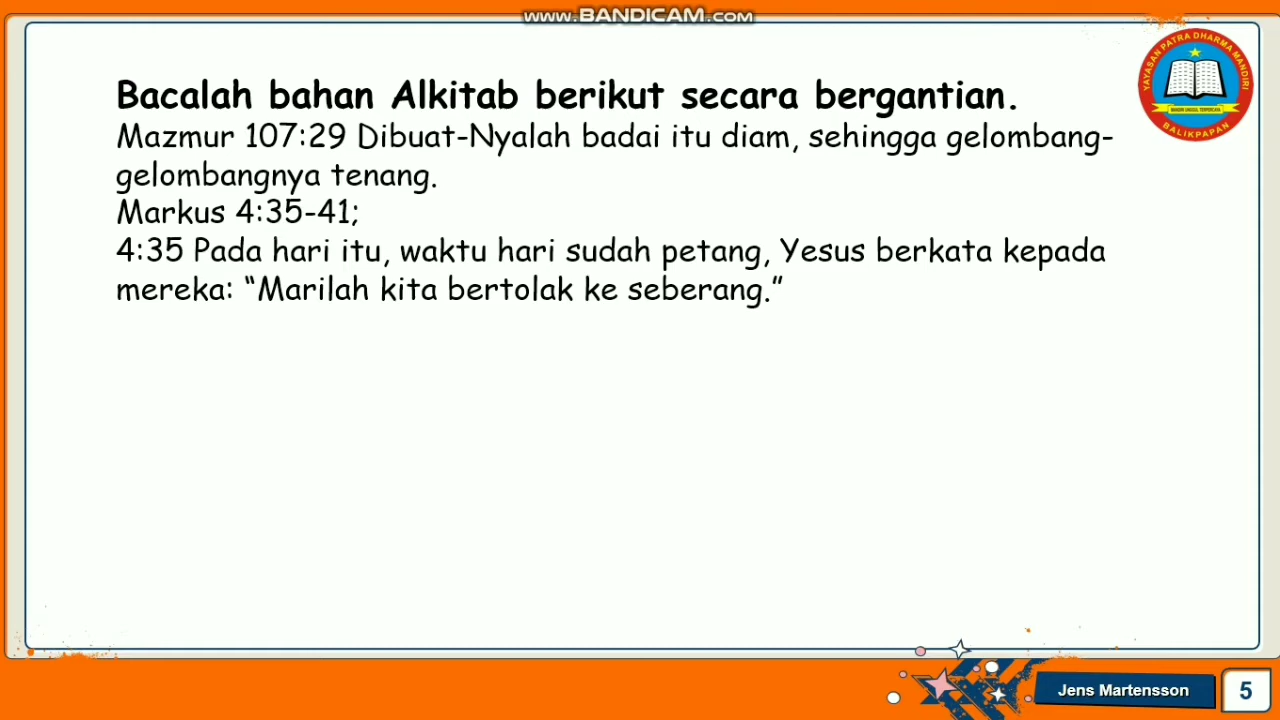 www.BANDICAM.com
Bacalah bahan Alkitab berikut secara bergantian.
Mazmur 107:29 Dibuat-Nyalah badai itu diam, sehingga gelombang-
gelombangnya tenang.
Markus 4:35-41;
4:35 Pada hari itu, waktu hari sudah petang, Yesus berkata kepada
mereka: “Marilah kita bertolak ke seberang.”
YAYASAN PATRA DHARMA MANDIRI
BALIKPAPAN
Jens Martensson
5